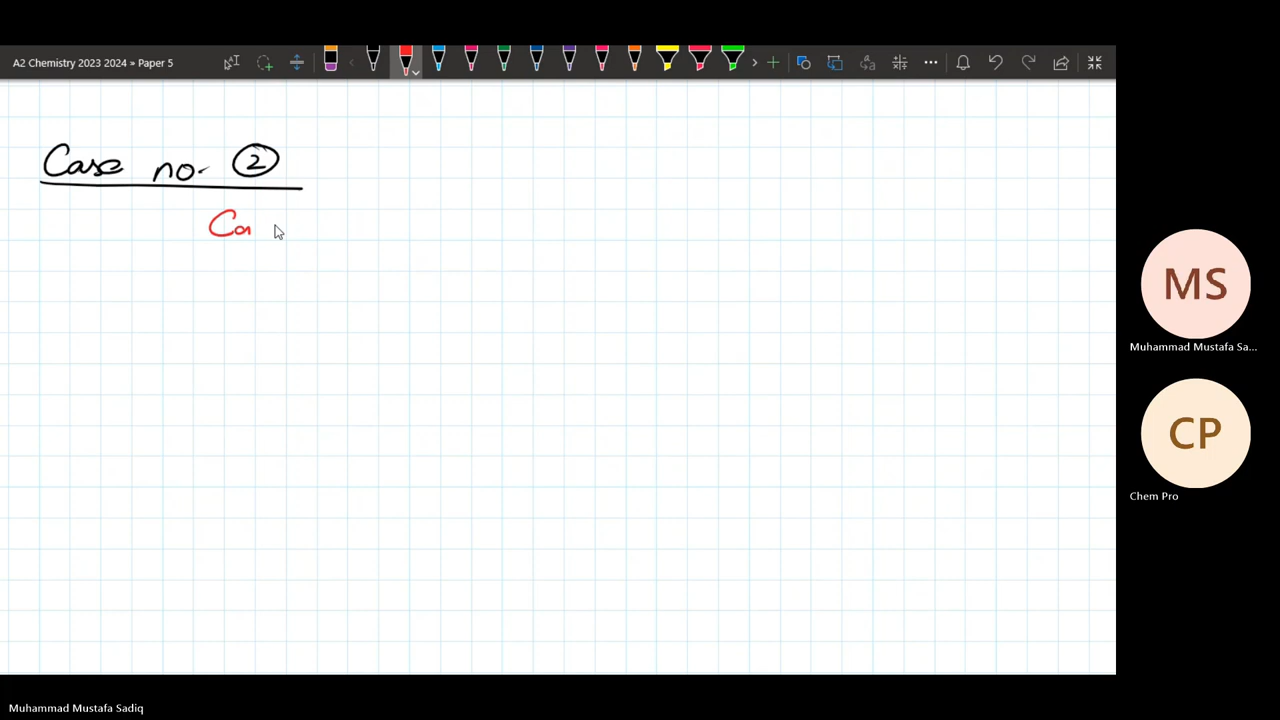 A2 Chemistry 2023 2024 » Paper 5
Case no. ②
Ca
MS
Muhammad Mustafa Sa...
CP
Chem Pro
Muhammad Mustafa Sadiq